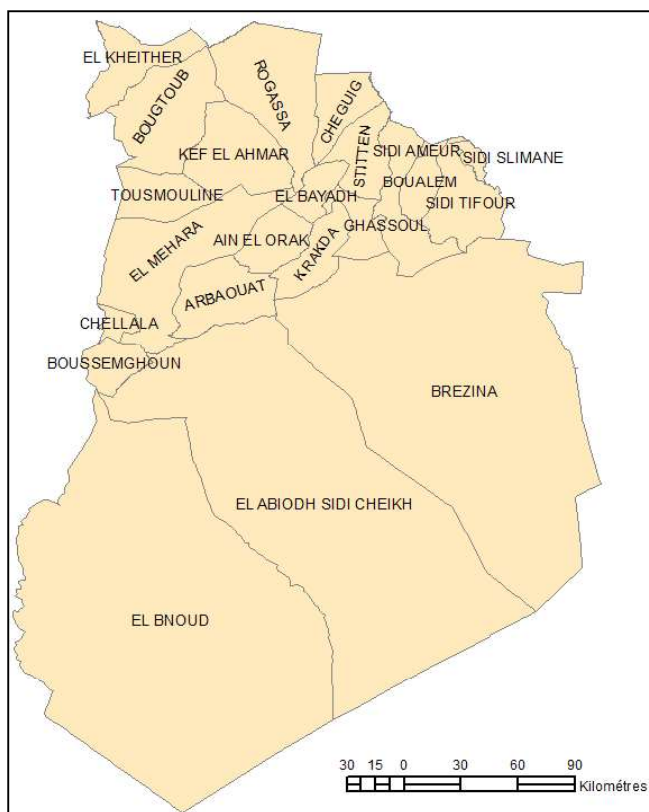 EL KHEITHER
BOUGTOUB
ROGASSA
CHEGUIG
KEF EL AHMAR
STITTEN
SIDI AMEUR
SIDI SLIMANE
BOUALEM
TOUSMOULINE
EL BAYADH
SIDI TIFOUR
GHASSOUL
EL MEHARA
AIN EL ORAK
KRAKDA
ARBAOUAT
CHELLALA
BOUSSEMGHOUN
BREZINA
EL ABIODH SIDI CHEIKH
EL BNOUD
30 15 0 30 60 90
Kilométres